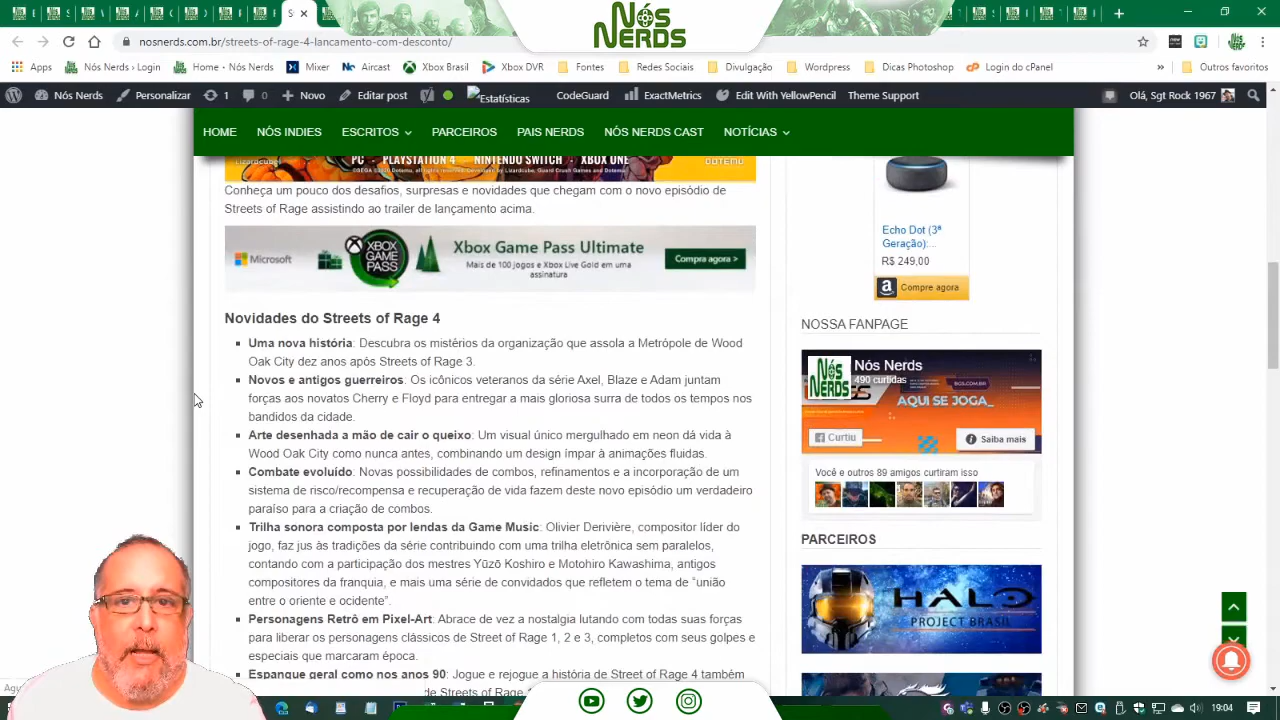 NÓS
NERDS
nosnerds.com.br/streets-of-rage-4-lancamento-com-desconto/
Apps
Nós Nerds › Login
Home · Nós Nerds
Mixer
Aircast
Xbox Brasil
Xbox DVR
Fontes
Redes Sociais
Divulgação
Wordpress
Dicas Photoshop
Login do cPanel
»
Outros favoritos
Nós Nerds
Personalizar
1
0
Novo
Editar Post
Estatísticas
CodeGuard
ExactMetrics
Edit With YellowPencil
Theme Support
Olá, Sgt Rock 1967
HOME
NÓS INDIES
ESCRITOS
PARCEIROS
PAIS NERDS
NÓS NERDS CAST
NOTÍCIAS
Lizardcube.
PC · PLAYSTATION 4 · NINTENDO SWITCH · XBOX ONE
DOTEMU
Conheça um pouco dos desafios, surpresas e novidades que chegam com o novo episódio de
Streets of Rage assistindo ao trailer de lançamento acima.
Microsoft
XBOX
GAME
PASS
Xbox Game Pass Ultimate
Mais de 100 jogos e Xbox Live Gold em uma
assinatura
Compre agora >
Novidades do Streets of Rage 4
Uma nova história: Descubra os mistérios da organização que assola a Metrópole de Wood
Oak City dez anos após Streets of Rage 3.
Novos e antigos guerreiros: Os icônicos veteranos da série Axel, Blaze e Adam juntam
forças aos novatos Cherry e Floyd para entregar a mais gloriosa surra de todos os tempos nos
bandidos da cidade.
Arte desenhada a mão de cair o queixo: Um visual único mergulhado em neon dá vida à
Wood Oak City como nunca antes, combinando um design ímpar à animações fluidas.
Combate evoluído: Novas possibilidades de combos, refinamentos e a incorporação de um
sistema de risco/recompensa e recuperação de vida fazem deste novo episódio um verdadeiro
paraíso para a criação de combos.
Trilha sonora composta por lendas da Game Music: Olivier Derivière, compositor líder do
jogo, faz jus às tradições da série contribuindo com uma trilha eletrônica sem paralelos,
contando com a participação dos mestres Yūzō Koshiro e Motohiro Kawashima, antigos
compositores da franquia, e mais uma série de convidados que refletem o tema de “união
entre o oriente e ocidente”.
Personagens Retrô em Pixel-Art: Abrace de vez a nostalgia lutando com todas suas forças
para liberar os personagens clássicos de Street of Rage 1, 2 e 3, completos com seus golpes e
especiais que marcaram época.
Espanque geral como nos anos 90: Jogue e rejogue a história de Street of Rage 4 também
de Streets of Rage
Echo Dot (3ª
Geração):...
R$ 249,00
Compre agora
NOSSA FANPAGE
NÓS
NERDS
Nós Nerds
490 curtidas
BGS.COM.BR
AQUI SE JOGA_
Curtiu
Saiba mais
Você e outros 89 amigos curtiram isso
PARCEIROS
HALO
PROJECT BRASIL
19:04